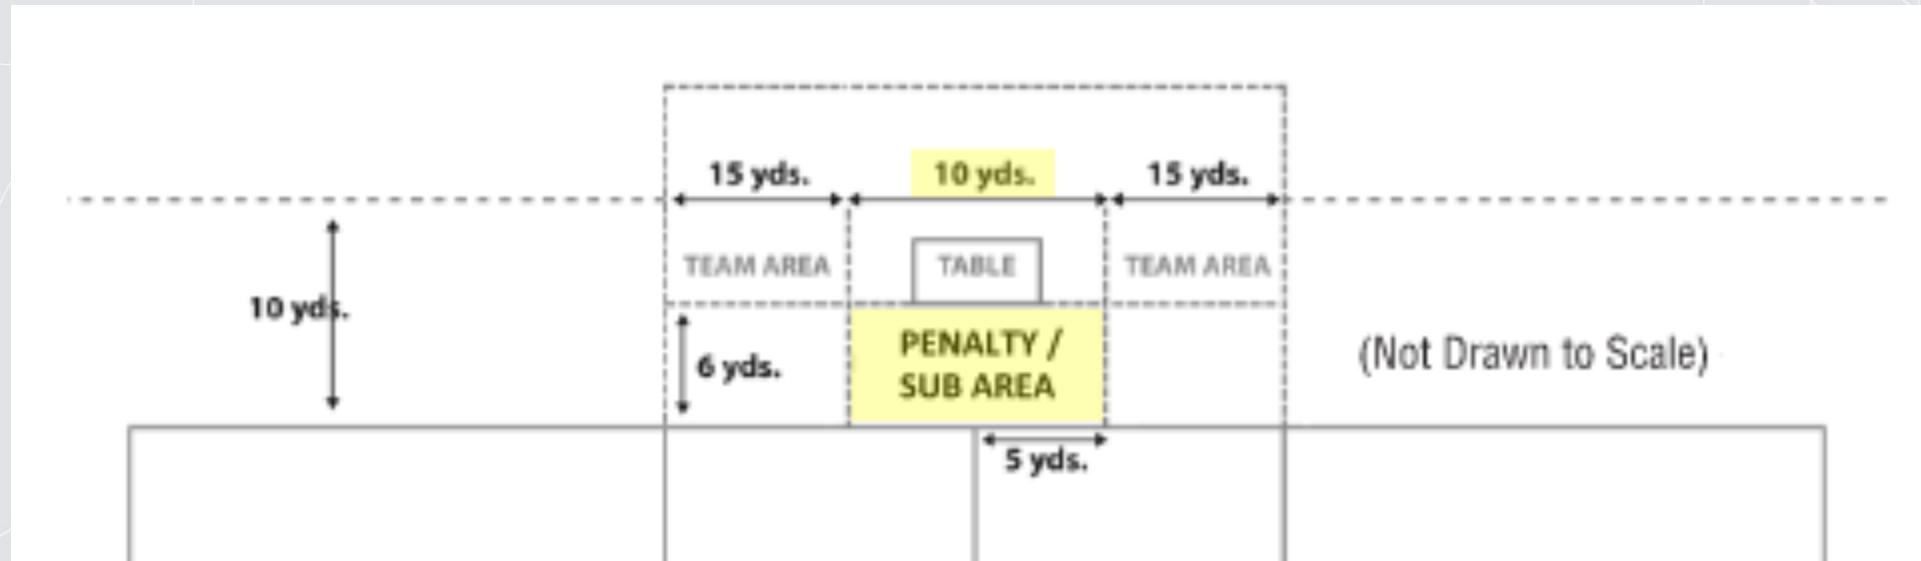 15 yds.
10 yds.
15 yds.
TEAM AREA
TABLE
TEAM AREA
10 yds.
6 yds.
PENALTY /
SUB AREA
(Not Drawn to Scale)
5 yds.